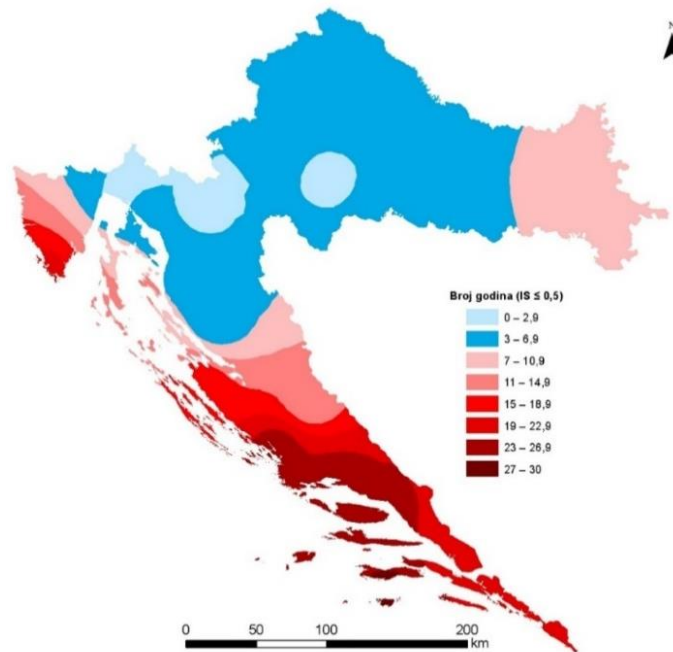 N
Broj godina (IS ≤ 0,5)
0 – 2,9
3 – 6,9
7 – 10,9
11 – 14,9
15 – 18,9
19 – 22,9
23 – 26,9
27 – 30
0 50 100 200
km